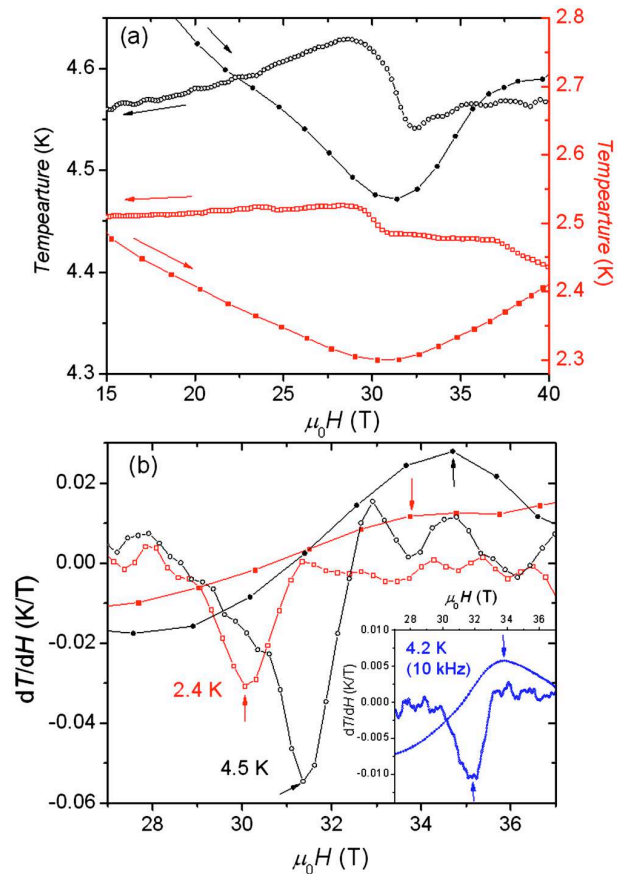 (a)
4.6
4.5
4.4
4.3
Tempearture (K)
2.8
2.7
2.6
2.5
2.4
2.3
Tempearture (K)
15 20 25 30 35 40
μ₀H (T)
(b)
0.02
0.00
-0.02
-0.04
-0.06
dT/dH (K/T)
2.4 K
4.5 K
28 30 32 34 36
μ₀H (T)
μ₀H (T)
28 30 32 34 36
0.010
0.005
0.000
-0.005
-0.010
dT/dH (K/T)
4.2 K
(10 kHz)